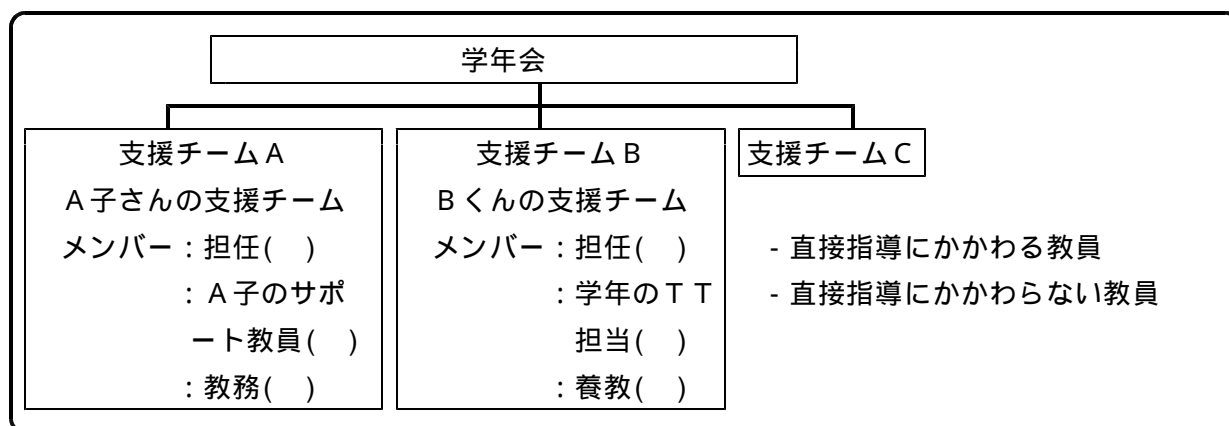 学年会
支援チームA
A子さんの支援チーム
メンバー:担任( )
:A子のサポ
ート教員( )
:教務( )
支援チームB
Bくんの支援チーム
メンバー:担任( )
:学年のTT
担当( )
:養教( )
支援チームC
- 直接指導にかかわる教員
- 直接指導にかかわらない教員